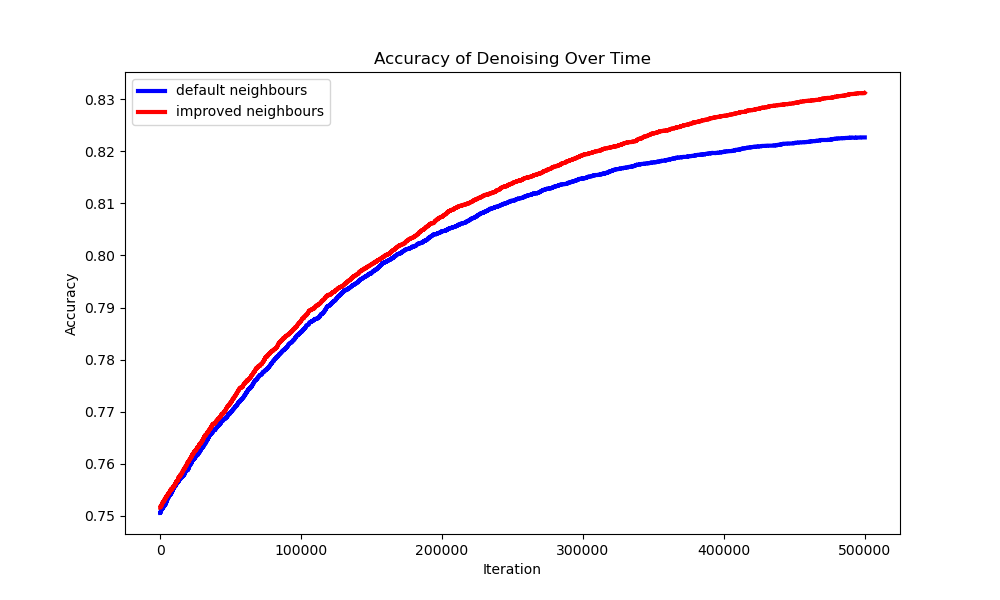 Accuracy of Denoising Over Time
default neighbours
improved neighbours
0.83
0.82
0.81
0.80
0.79
0.78
0.77
0.76
0.75
Accuracy
0 100000 200000 300000 400000 500000
Iteration